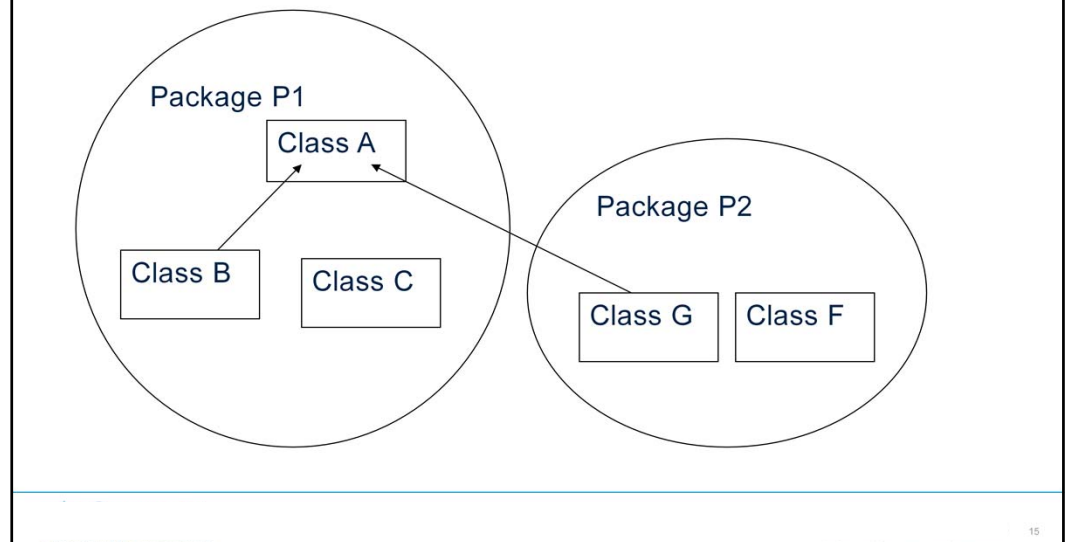 Package P1
Class A
Package P2
Class B
Class C
Class G
Class F
15